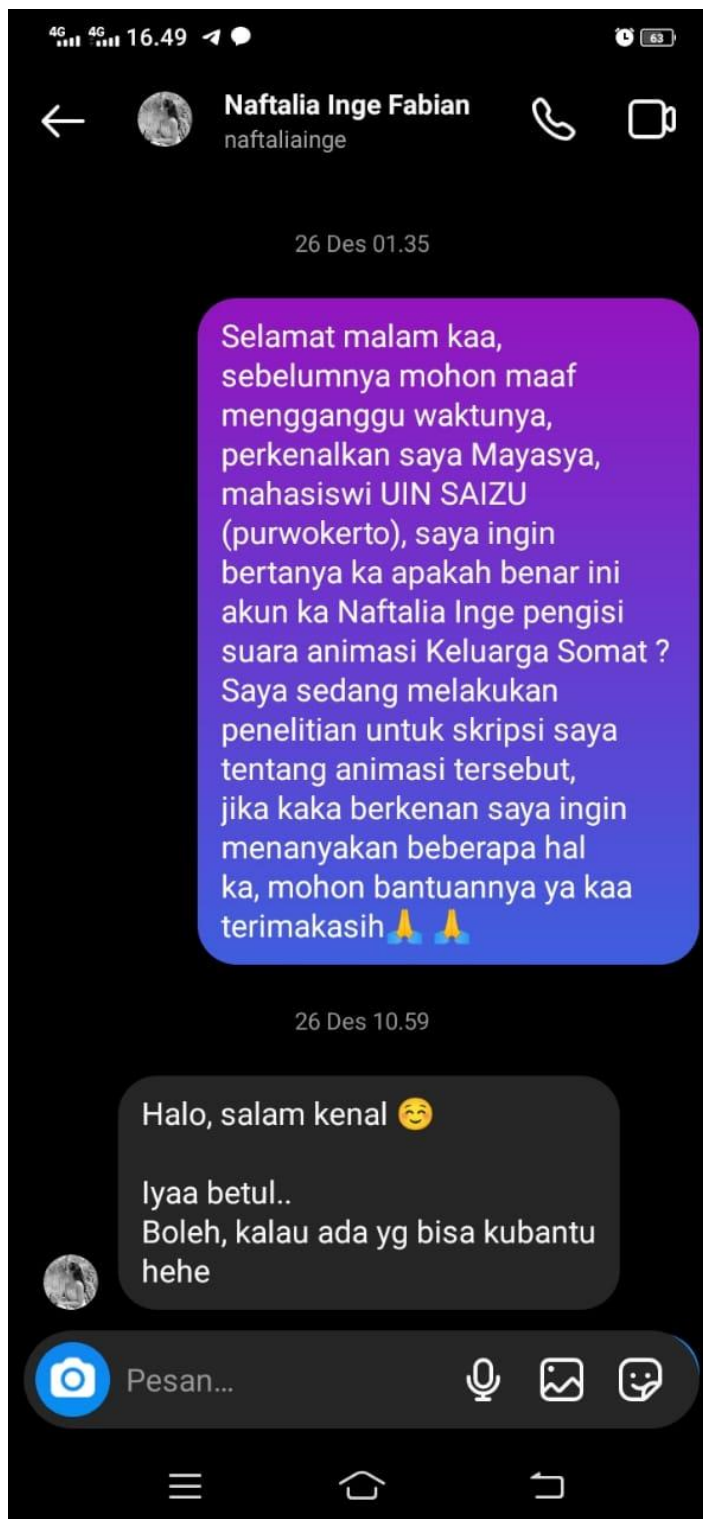 4G 4G 16.49
63
Naftalia Inge Fabian
naftaliainge
26 Des 01.35
Selamat malam kaa,
sebelumnya mohon maaf
mengganggu waktunya,
perkenalkan saya Mayasya,
mahasiswi UIN SAIZU
(purwokerto), saya ingin
bertanya ka apakah benar ini
akun ka Naftalia Inge pengisi
suara animasi Keluarga Somat ?
Saya sedang melakukan
penelitian untuk skripsi saya
tentang animasi tersebut,
jika kaka berkenan saya ingin
menanyakan beberapa hal
ka, mohon bantuannya ya kaa
terimakasih🙏 🙏
26 Des 10.59
Halo, salam kenal ☺️
Iyaa betul..
Boleh, kalau ada yg bisa kubantu
hehe
Pesan...